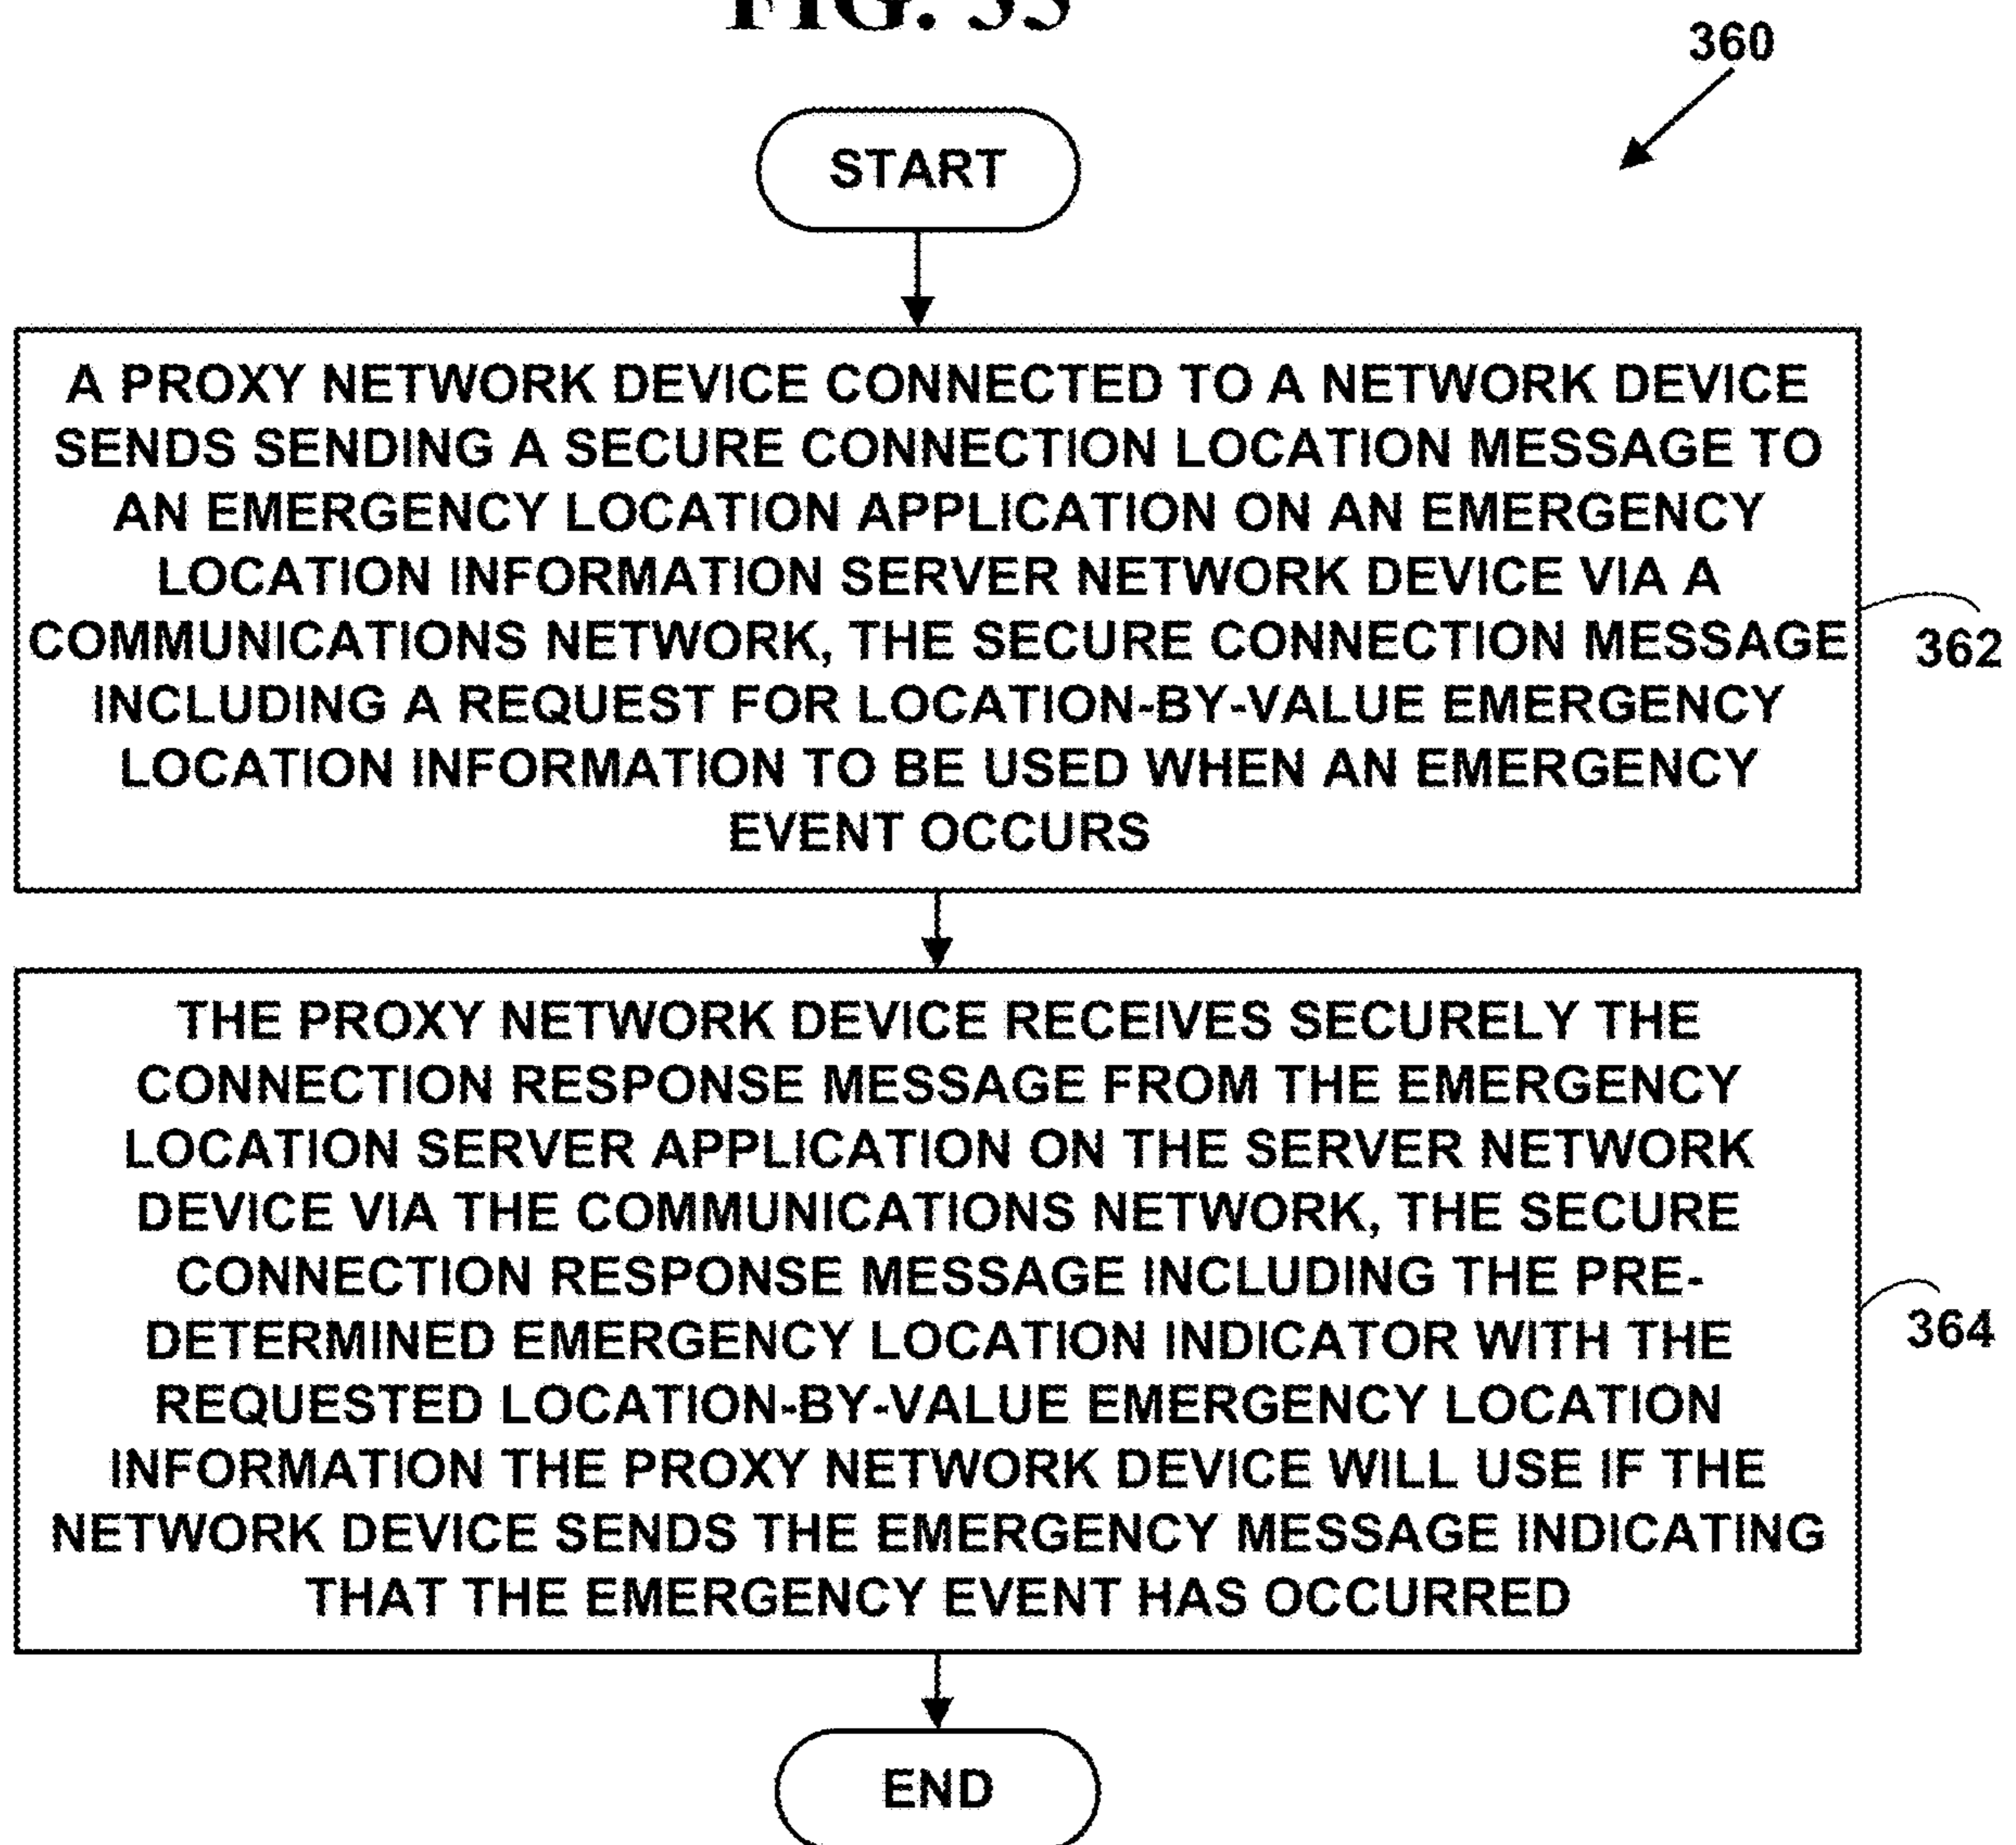 FIG. 35
360
START
A PROXY NETWORK DEVICE CONNECTED TO A NETWORK DEVICE
SENDS SENDING A SECURE CONNECTION LOCATION MESSAGE TO
AN EMERGENCY LOCATION APPLICATION ON AN EMERGENCY
LOCATION INFORMATION SERVER NETWORK DEVICE VIA A
COMMUNICATIONS NETWORK, THE SECURE CONNECTION MESSAGE
INCLUDING A REQUEST FOR LOCATION-BY-VALUE EMERGENCY
LOCATION INFORMATION TO BE USED WHEN AN EMERGENCY
EVENT OCCURS
362
THE PROXY NETWORK DEVICE RECEIVES SECURELY THE
CONNECTION RESPONSE MESSAGE FROM THE EMERGENCY
LOCATION SERVER APPLICATION ON THE SERVER NETWORK
DEVICE VIA THE COMMUNICATIONS NETWORK, THE SECURE
CONNECTION RESPONSE MESSAGE INCLUDING THE PRE-
DETERMINED EMERGENCY LOCATION INDICATOR WITH THE
REQUESTED LOCATION-BY-VALUE EMERGENCY LOCATION
INFORMATION THE PROXY NETWORK DEVICE WILL USE IF THE
NETWORK DEVICE SENDS THE EMERGENCY MESSAGE INDICATING
THAT THE EMERGENCY EVENT HAS OCCURRED
364
END